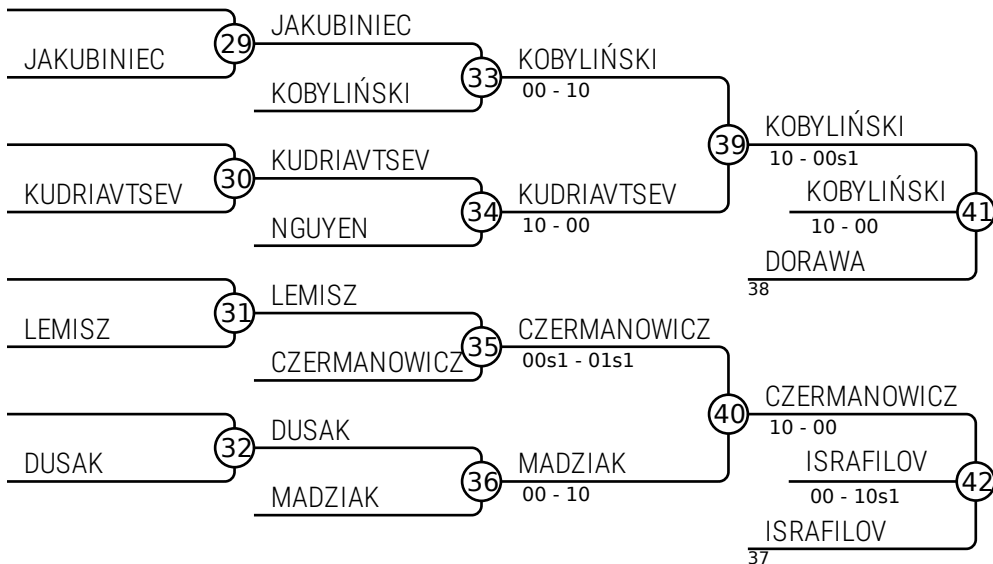 JAKUBINIEC
29
JAKUBINIEC
KOBYLIŃSKI
33
KOBYLIŃSKI
00 - 10
KUDRIAVTSEV
30
KUDRIAVTSEV
NGUYEN
34
KUDRIAVTSEV
10 - 00
39
KOBYLIŃSKI
10 - 00s1
KOBYLIŃSKI
10 - 00
41
DORAWA
38
LEMISZ
31
LEMISZ
CZERMANOWICZ
35
CZERMANOWICZ
00s1 - 01s1
DUSAK
32
DUSAK
MADZIAK
36
MADZIAK
00 - 10
40
CZERMANOWICZ
10 - 00
ISRAFILOV
00 - 10s1
42
ISRAFILOV
37